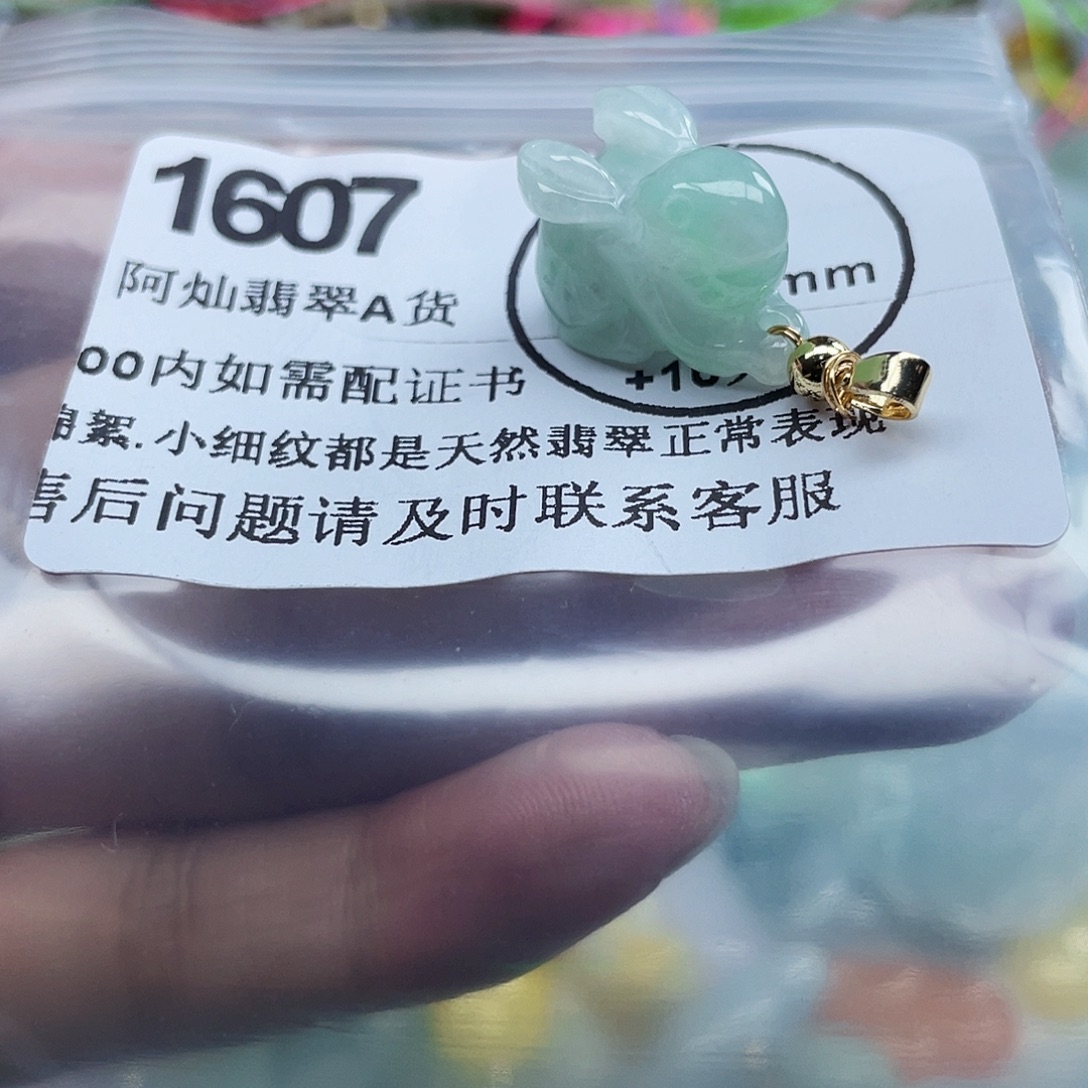 1607
阿灿翡翠A货
mm
00内如需配证书
+10
絮.小细纹都是天然翡翠正常表现
售后问题请及时联系客服